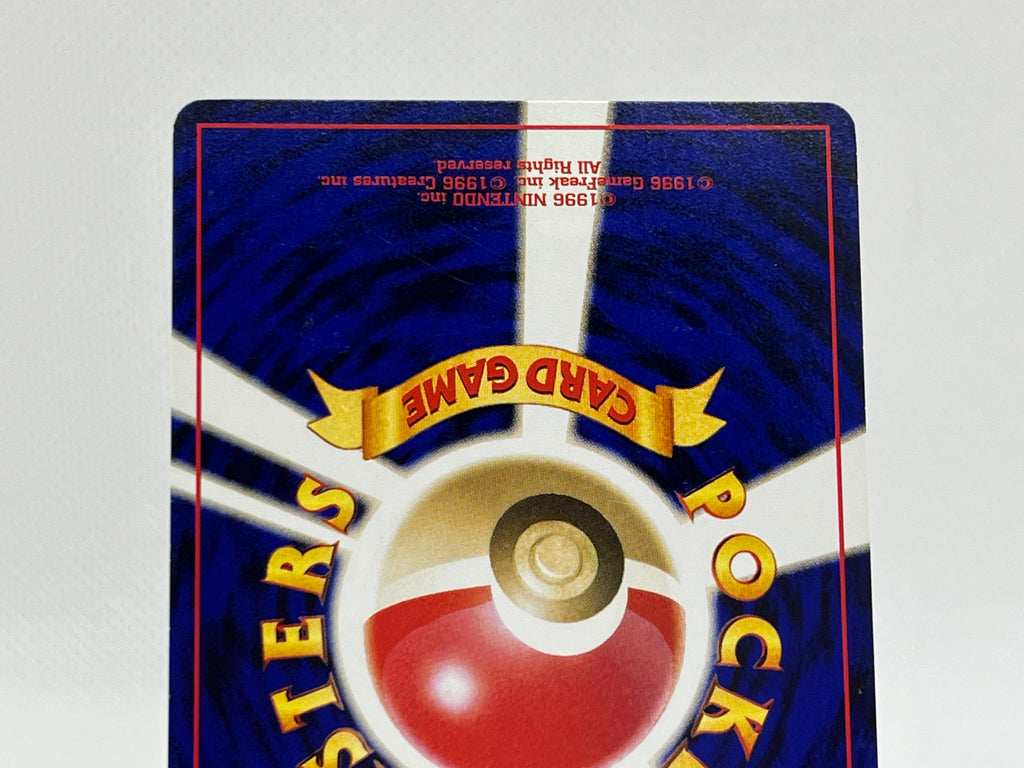 POCK
STERS
CARD GAME
©1996 NINTENDO inc.
©1996 GameFreak inc. ©1996 Creatures inc.
All Rights reserved.